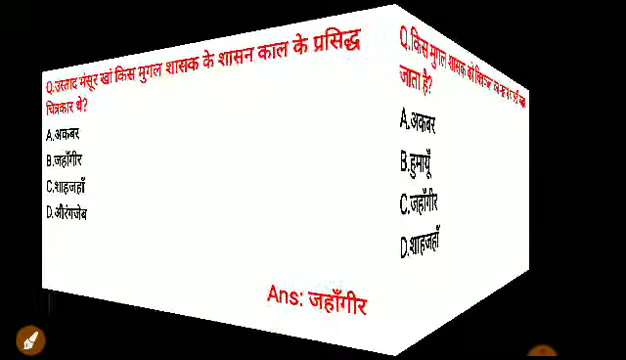 Q.उस्ताद मंसूर खां किस मुगल शासक के शासन काल के प्रसिद्ध
चित्रकार थे?
A.अकबर
B.जहाँगीर
C.शाहजहाँ
D.औरंगजेब
Ans: जहाँगीर
Q.किस मुगल शासक को
जाता है?
A.अकबर
B.हुमायूँ
C.जहाँगीर
D.शाहजहाँ